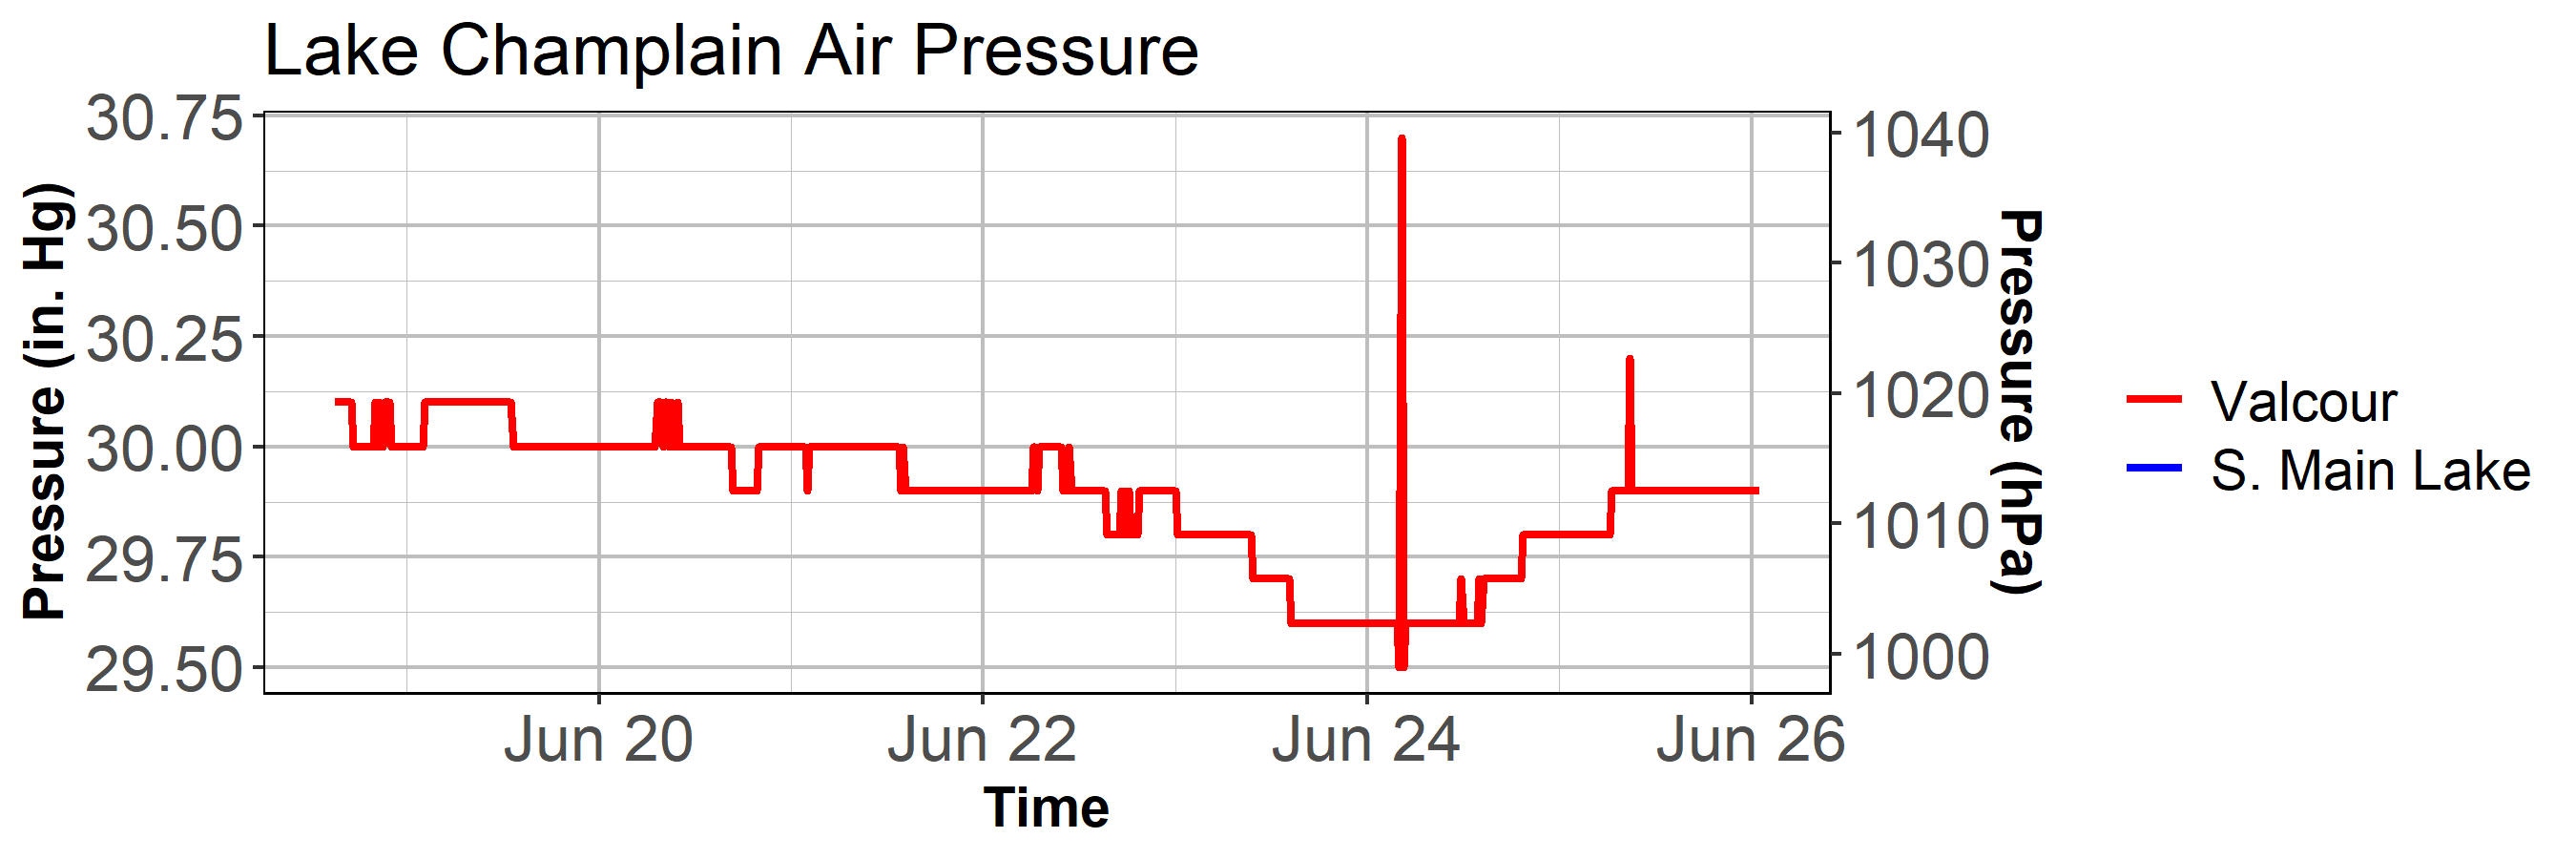 Lake Champlain Air Pressure
Pressure (in. Hg)
30.75
30.50
30.25
30.00
29.75
29.50
1040
1030
1020
1010
1000
Pressure (hPa)
Jun 20
Jun 22
Jun 24
Jun 26
Time
Valcour
S. Main Lake